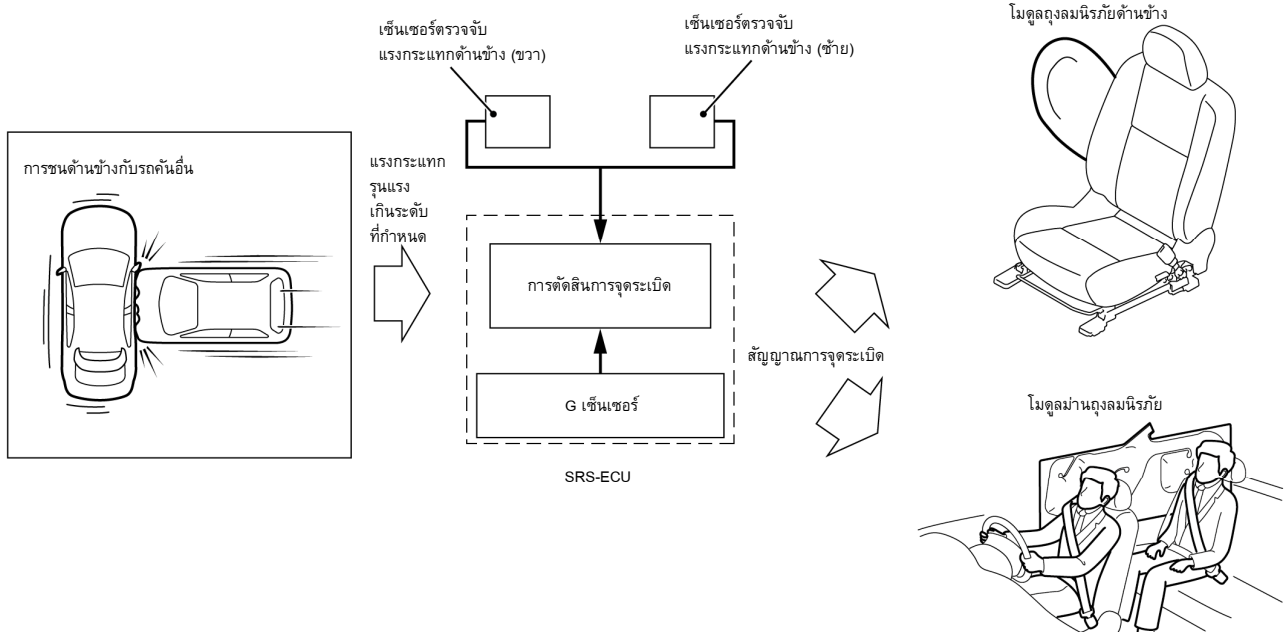 การชนด้านข้างกับรถคันอื่น
แรงกระแทก
รุนแรง
เกินระดับ
ที่กำหนด
เซ็นเซอร์ตรวจจับ
แรงกระแทกด้านข้าง (ขวา)
เซ็นเซอร์ตรวจจับ
แรงกระแทกด้านข้าง (ซ้าย)
การตัดสินการจุดระเบิด
G เซ็นเซอร์
SRS-ECU
สัญญาณการจุดระเบิด
โมดูลถุงลมนิรภัยด้านข้าง
โมดูลม่านถุงลมนิรภัย